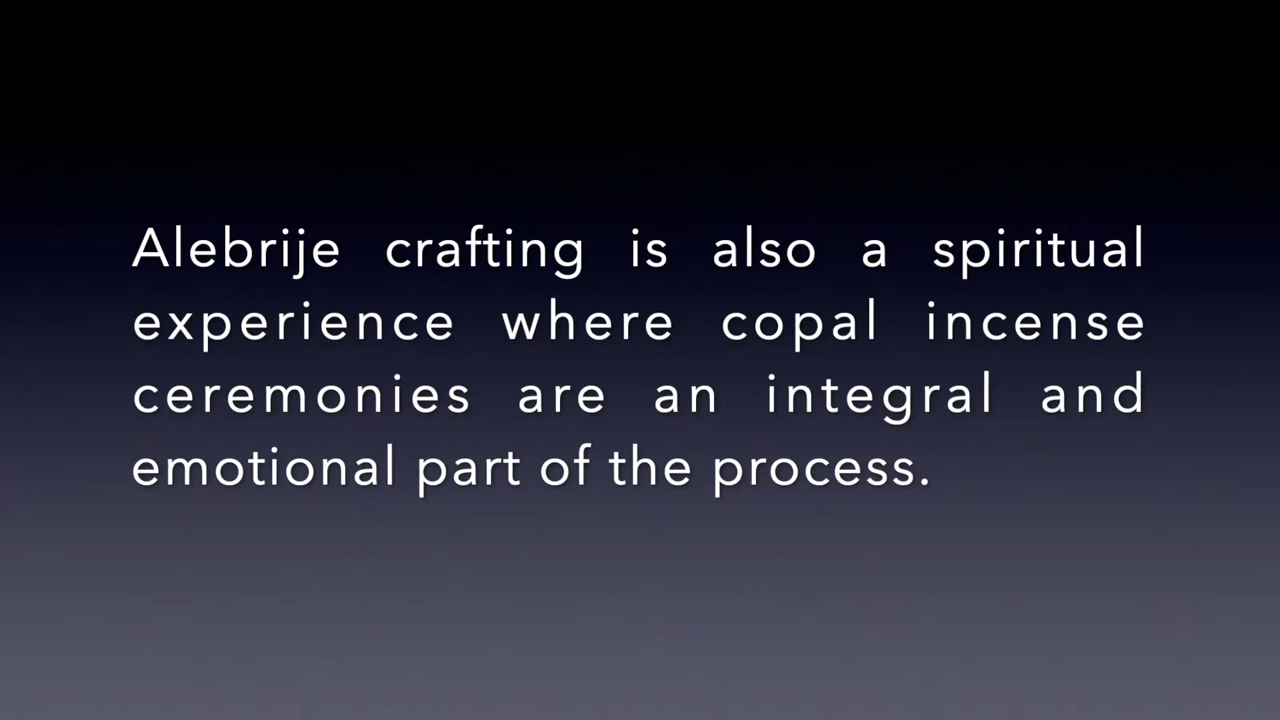 Alebrije crafting is also a spiritual
experience where copal incense
ceremonies are an integral and
emotional part of the process.